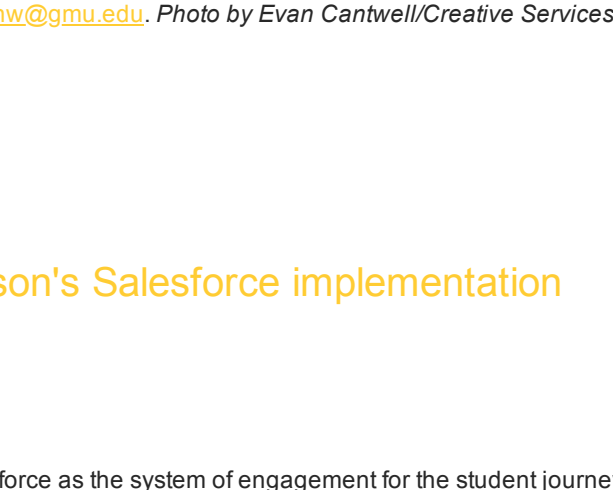 nw@gmu.edu. Photo by Evan Cantwell/Creative Services
son's Salesforce implementation
force as the system of engagement for the student journey